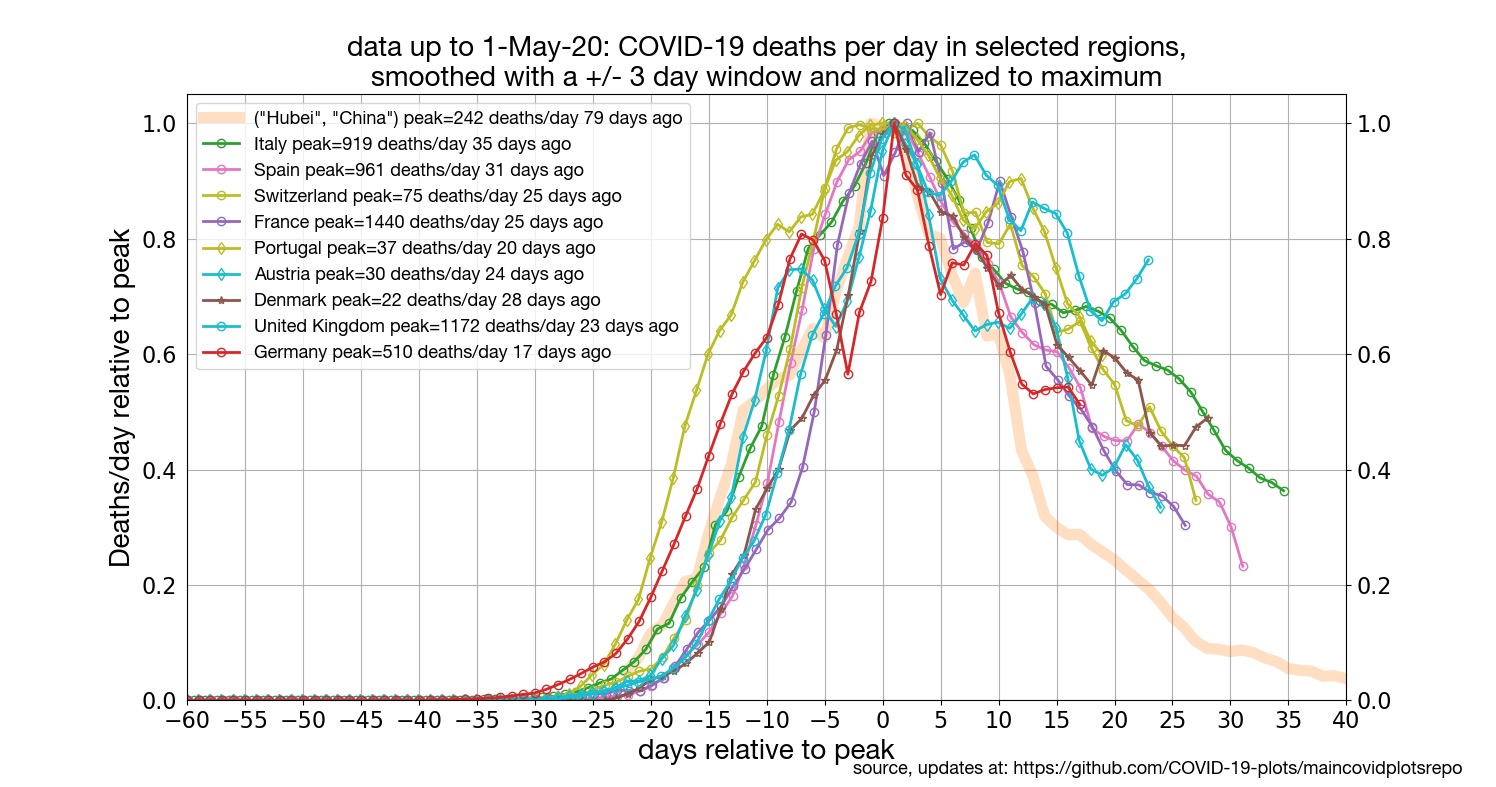 data up to 1-May-20: COVID-19 deaths per day in selected regions,
smoothed with a +/- 3 day window and normalized to maximum
("Hubei", "China") peak=242 deaths/day 79 days ago
Italy peak=919 deaths/day 35 days ago
Spain peak=961 deaths/day 31 days ago
Switzerland peak=75 deaths/day 25 days ago
France peak=1440 deaths/day 25 days ago
Portugal peak=37 deaths/day 20 days ago
Austria peak=30 deaths/day 24 days ago
Denmark peak=22 deaths/day 28 days ago
United Kingdom peak=1172 deaths/day 23 days ago
Germany peak=510 deaths/day 17 days ago
Deaths/day relative to peak
1.0
0.8
0.6
0.4
0.2
0.0
1.0
0.8
0.6
0.4
0.2
0.0
−60 −55 −50 −45 −40 −35 −30 −25 −20 −15 −10 −5 0 5 10 15 20 25 30 35 40
days relative to peak
source, updates at: https://github.com/COVID-19-plots/maincovidplotsrepo